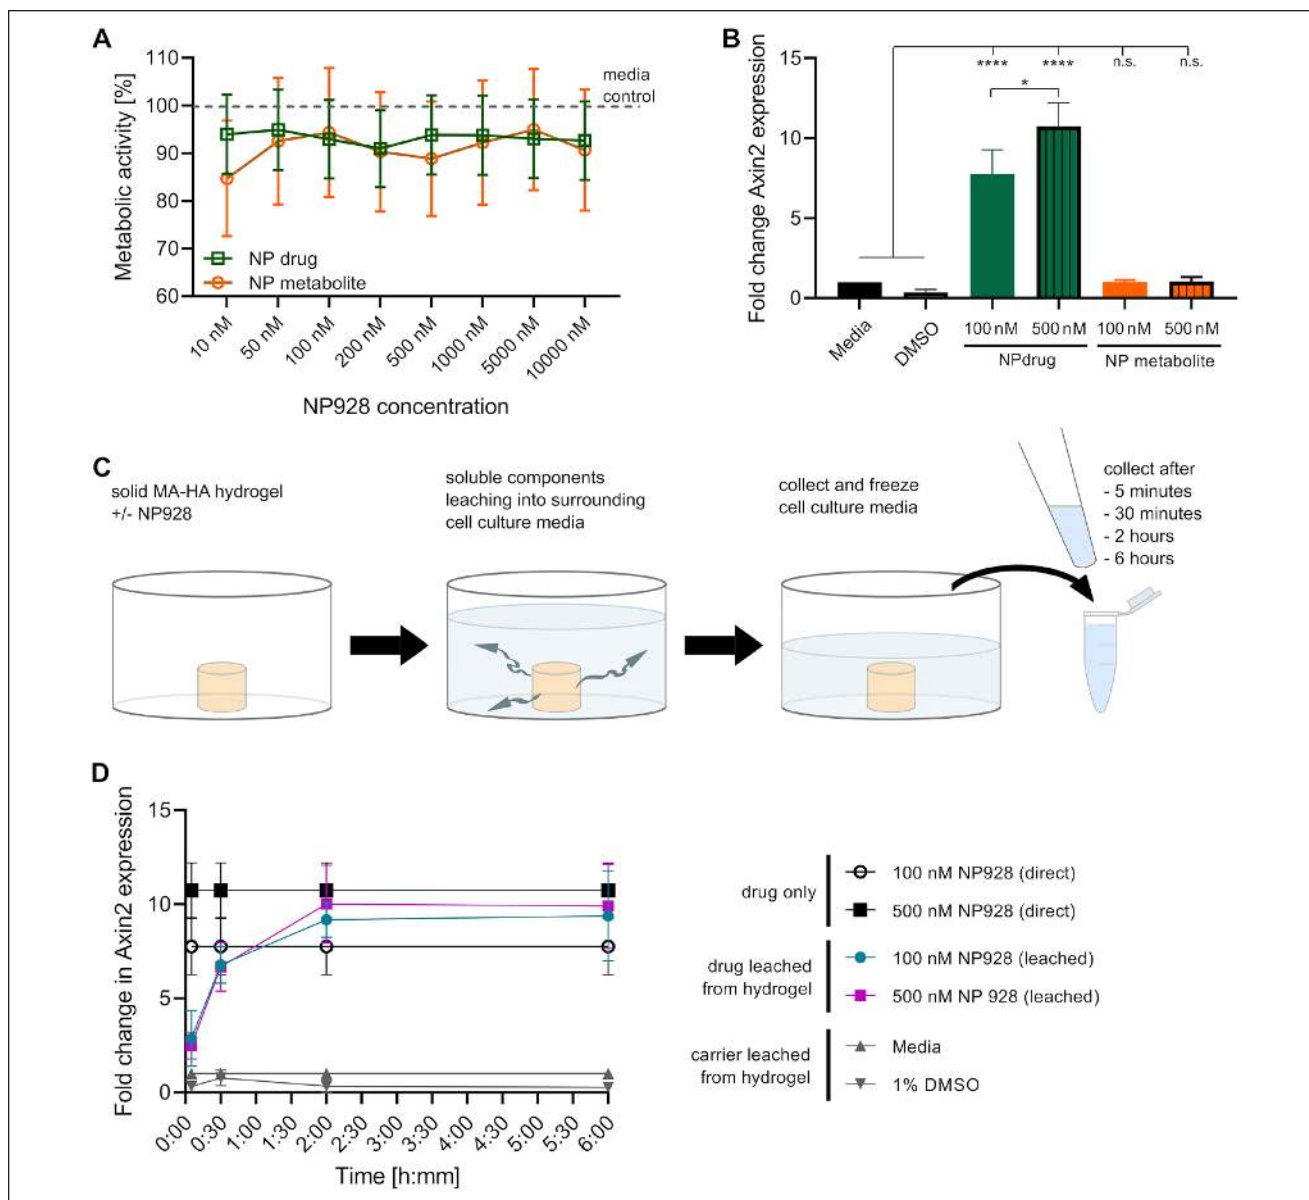 A
Metabolic activity [%]
110
100
90
80
70
60
media
control
NP drug
NP metabolite
10 nM
50 nM
100 nM
200 nM
500 nM
1000 nM
5000 nM
10000 nM
NP928 concentration
B
Fold change Axin2 expression
15
10
5
0
****
****
n.s.
n.s.
*
Media
DMSO
100 nM
500 nM
100 nM
500 nM
NPdrug
NP metabolite
C
solid MA-HA hydrogel
+/- NP928
soluble components
leaching into surrounding
cell culture media
collect and freeze
cell culture media
collect after
- 5 minutes
- 30 minutes
- 2 hours
- 6 hours
D
Fold change in Axin2 expression
15
10
5
0
0:00
0:30
1:00
1:30
2:00
2:30
3:00
3:30
4:00
4:30
5:00
5:30
6:00
Time [h:mm]
drug only
100 nM NP928 (direct)
500 nM NP928 (direct)
drug leached
from hydrogel
100 nM NP928 (leached)
500 nM NP 928 (leached)
carrier leached
from hydrogel
Media
1% DMSO